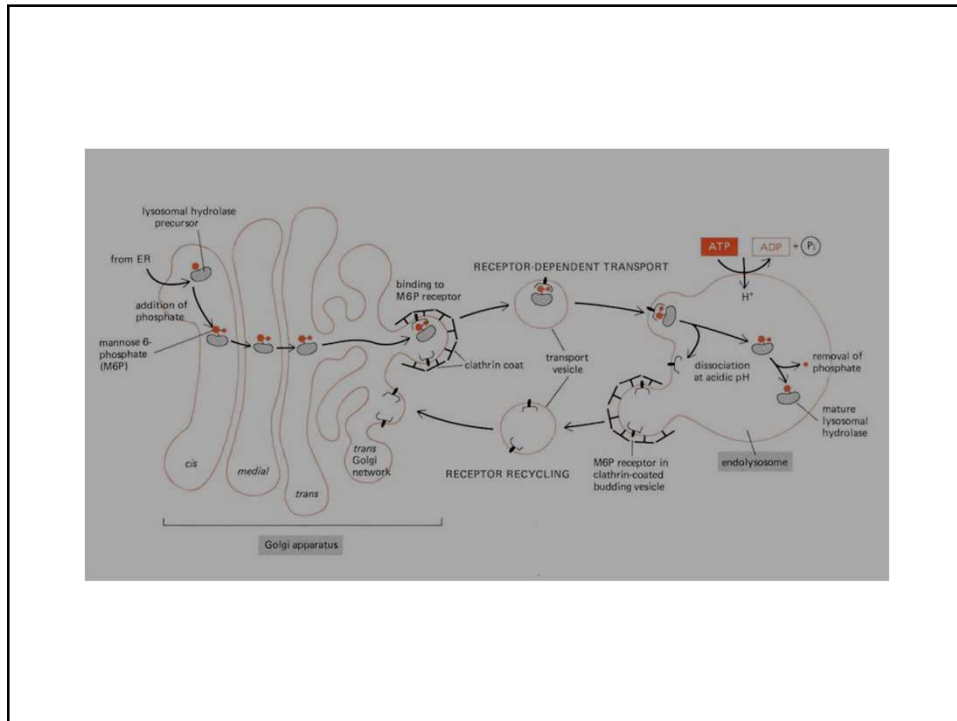 lysosomal hydrolase
precursor
from ER
addition of
phosphate
mannose 6-
phosphate
(M6P)
cis
medial
trans
trans
Golgi
network
Golgi apparatus
binding to
M6P receptor
clathrin coat
RECEPTOR-DEPENDENT TRANSPORT
transport
vesicle
RECEPTOR RECYCLING
M6P receptor in
clathrin-coated
budding vesicle
ATP
ADP + Pi
H+
dissociation
at acidic pH
removal of
phosphate
mature
lysosomal
hydrolase
endolysosome